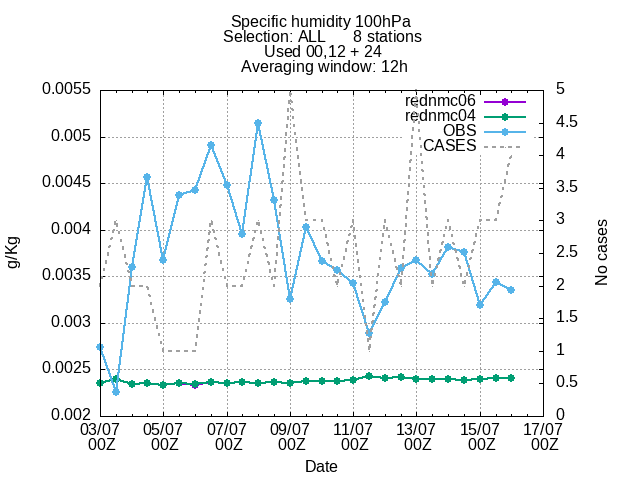 Specific humidity 100hPa
Selection: ALL 8 stations
Used 00,12 + 24
Averaging window: 12h
rednmc06
rednmc04
OBS
CASES
0.0055
0.005
0.0045
0.004
0.0035
0.003
0.0025
0.002
g/Kg
5
4.5
4
3.5
3
2.5
2
1.5
1
0.5
0
No cases
03/07 05/07 07/07 09/07 11/07 13/07 15/07 17/07
00Z 00Z 00Z 00Z 00Z 00Z 00Z 00Z
Date